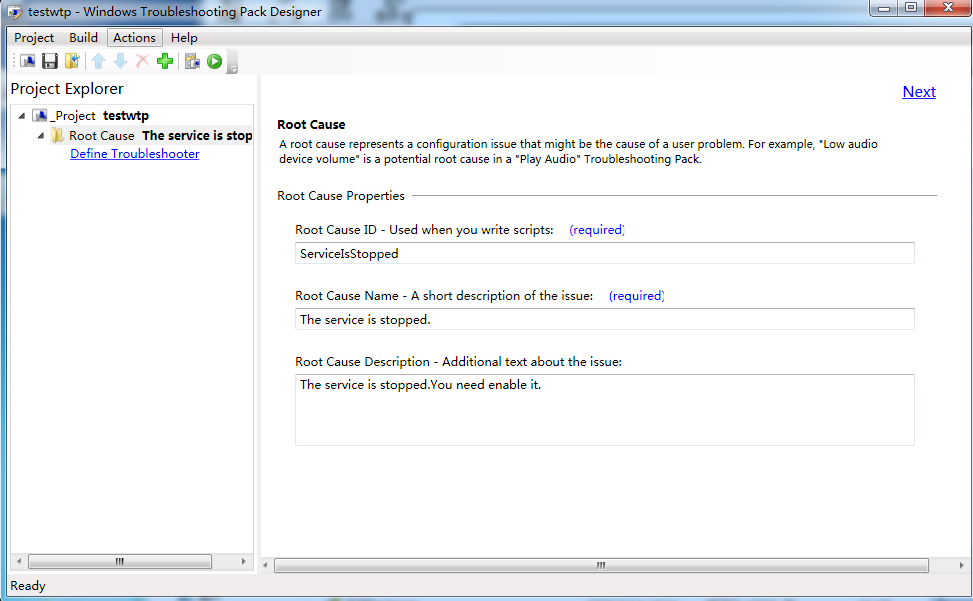 testwtp - Windows Troubleshooting Pack Designer
Project Build Actions Help
Project Explorer
Next
_Project testwtp
Root Cause The service is stop
Define Troubleshooter
Root Cause
A root cause represents a configuration issue that might be the cause of a user problem. For example, "Low audio
device volume" is a potential root cause in a "Play Audio" Troubleshooting Pack.
Root Cause Properties
Root Cause ID - Used when you write scripts: (required)
ServiceIsStopped
Root Cause Name - A short description of the issue: (required)
The service is stopped.
Root Cause Description - Additional text about the issue:
The service is stopped.You need enable it.
Ready